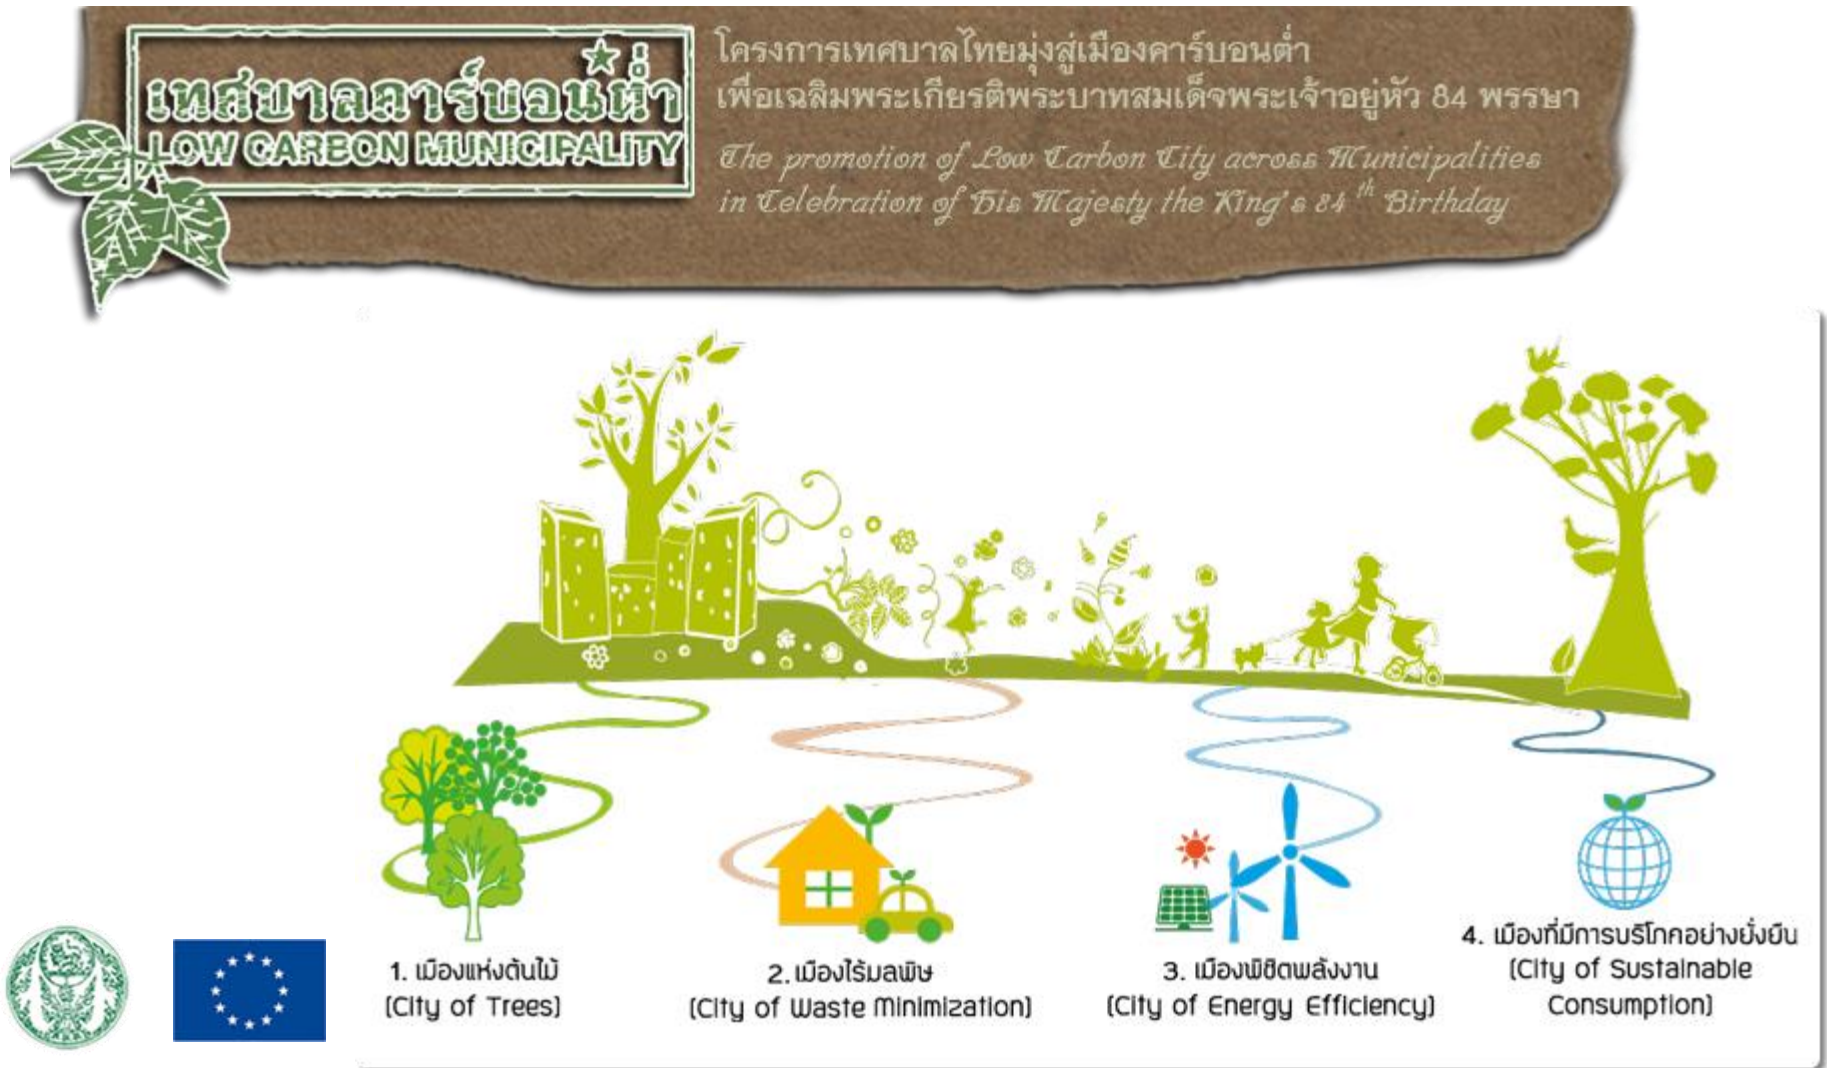 เทศบาลคาร์บอนต่ำ
LOW CARBON MUNICIPALITY
โครงการเทศบาลไทยมุ่งสู่เมืองคาร์บอนต่ำ
เพื่อเฉลิมพระเกียรติพระบาทสมเด็จพระเจ้าอยู่หัว 84 พรรษา
The promotion of Low Carbon City across Municipalities
in Celebration of His Majesty the King's 84 th Birthday
1. เมืองแห่งต้นไม้
(City of Trees)
2. เมืองไร้มลพิษ
(City of Waste Minimization)
3. เมืองพิชิตพลังงาน
(City of Energy Efficiency)
4. เมืองที่มีการบริโภคอย่างยั่งยืน
(City of Sustainable
Consumption)